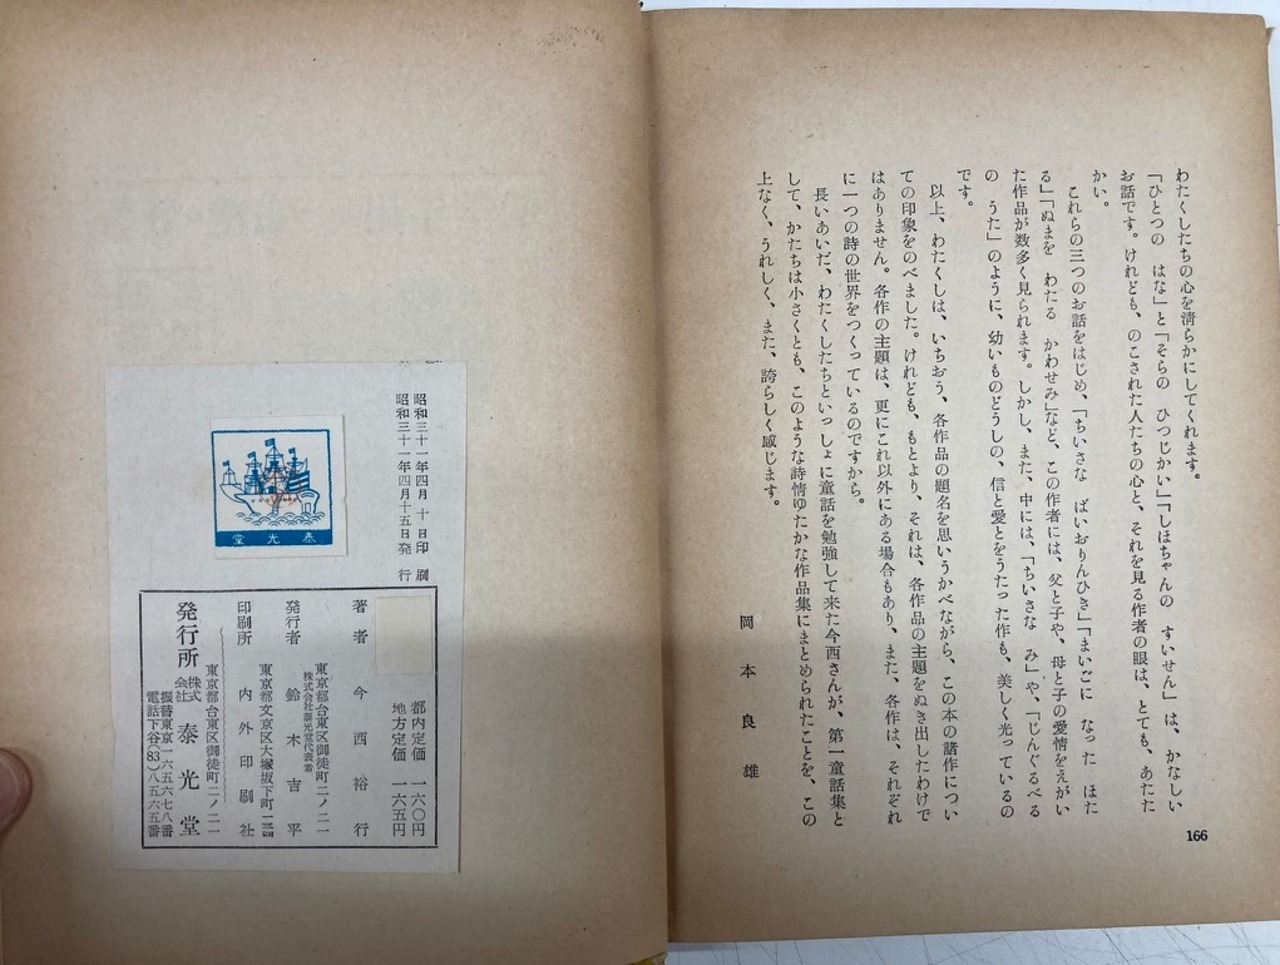 わたくしたちの心を清らかにしてくれます。
「ひとつの はな」と「そらの ひつじかい」「しほちゃんの すいせん」は、かなしい
お話です。けれども、のこされた人たちの心と、それを見る作者の眼は、とても、あたた
かい。
これらの三つのお話をはじめ、「ちいさな ばいおりんひき」「まいごに なった ほた
る」「ぬまを わたる かわせみ」など、この作者には、父と子や、母と子の愛情をえがい
た作品が数多く見られます。しかし、また、中には、「ちいさな み」や、「じんぐるべる
の うた」のように、幼いものどうしの、信と愛とをうたった作も、美しく光っているの
です。
以上、わたくしは、いちおう、各作品の題名を思いうかべながら、この本の諸作につい
ての印象をのべました。けれども、もとより、それは、各作品の主題をぬき出したわけで
はありません。各作の主題は、更にこれ以外にある場合もあり、また、各作は、それぞれ
に一つの詩の世界をつくっているのですから。
長いあいだ、わたくしたちといっしょに童話を勉強して来た今西さんが、第一童話集と
して、かたちは小さくとも、このような詩情ゆたかな作品集にまとめられたことを、この
上なく、うれしく、また、誇らしく感じます。
岡本良雄
166
昭和三十一年四月 十日印刷
昭和三十一年四月十五日発行
泰光堂
都内定価 一六〇円
地方定価 一六五円
著者 今西裕行
東京都台東区御徒町二ノ二一
株式会社泰光堂代表者
発行者 鈴木吉平
東京都文京区大塚坂下町一三四
印刷所 内外印刷社
東京都台東区御徒町二ノ二一
発行所 株式会社 泰光堂
振替東京一六五六七八番
電話下谷(83)八五六五番